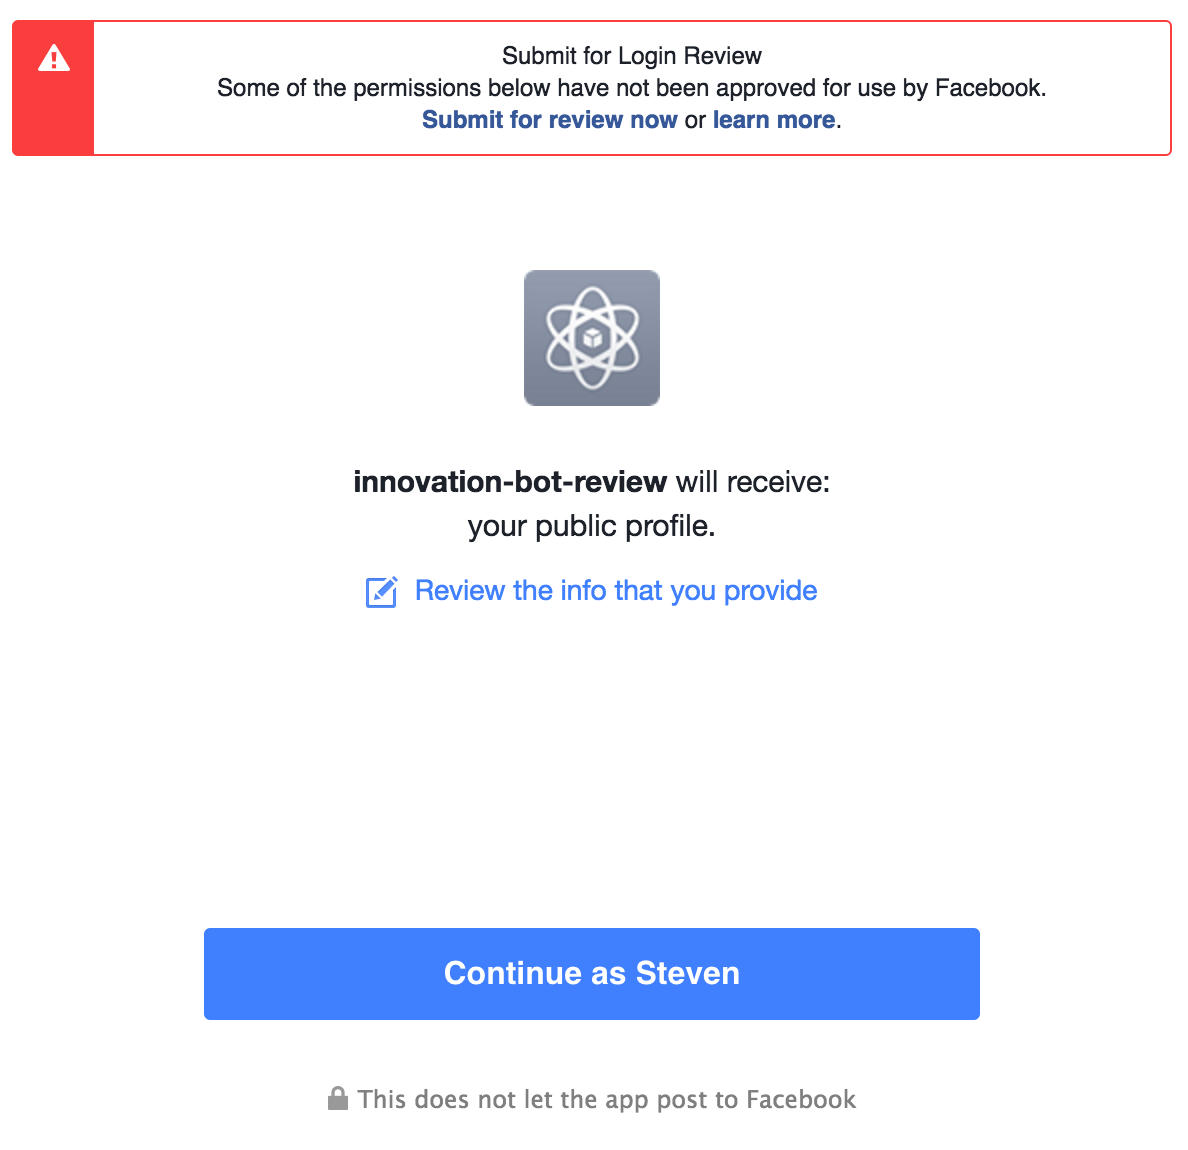 Submit for Login Review
Some of the permissions below have not been approved for use by Facebook.
Submit for review now or learn more.
innovation-bot-review will receive:
your public profile.
Review the info that you provide
Continue as Steven
This does not let the app post to Facebook